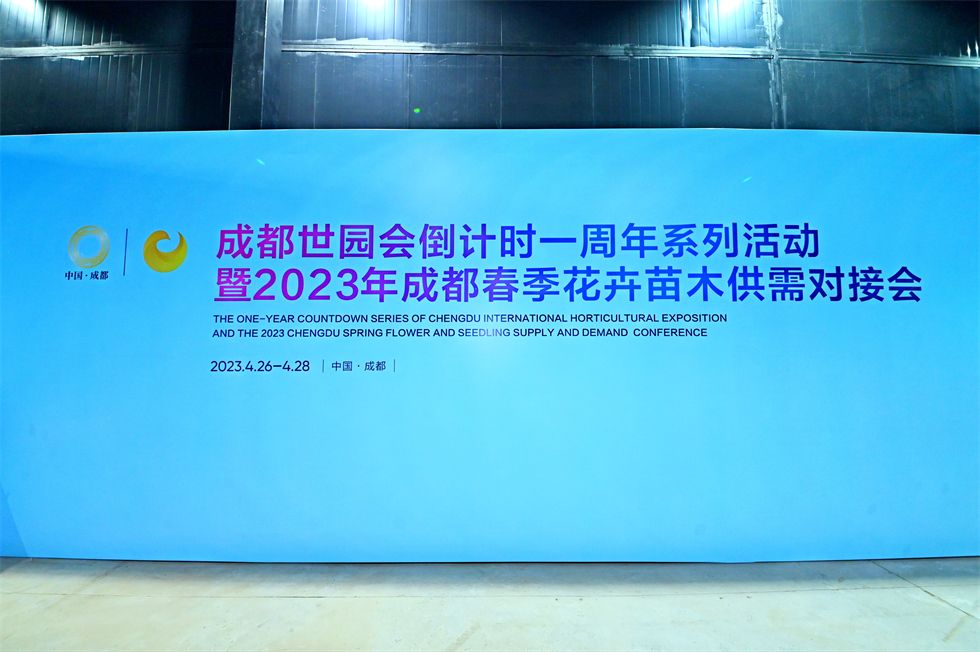 中国·成都
成都世园会倒计时一周年系列活动
暨2023年成都春季花卉苗木供需对接会
THE ONE-YEAR COUNTDOWN SERIES OF CHENGDU INTERNATIONAL HORTICULTURAL EXPOSITION
AND THE 2023 CHENGDU SPRING FLOWER AND SEEDLING SUPPLY AND DEMAND CONFERENCE
2023.4.26-4.28 | 中国·成都 |